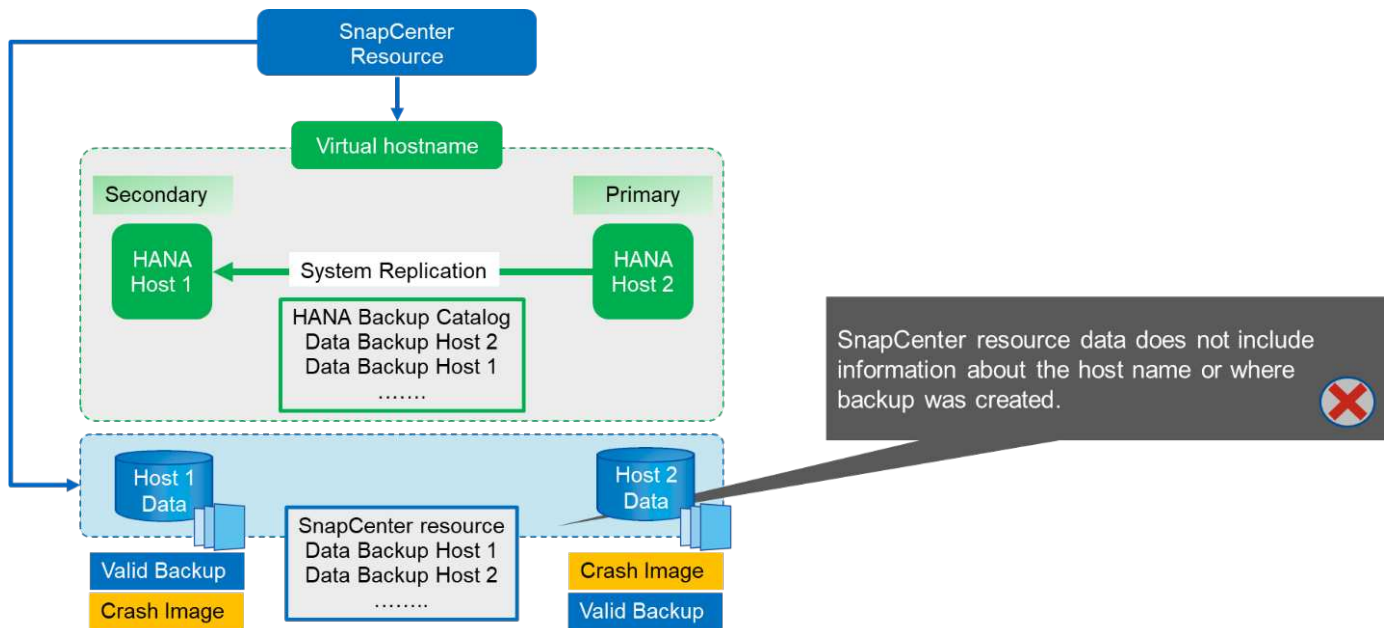 SnapCenter
Resource
Virtual hostname
Secondary
Primary
HANA
Host 1
System Replication
HANA
Host 2
HANA Backup Catalog
Data Backup Host 2
Data Backup Host 1
.......
SnapCenter resource data does not include
information about the host name or where
backup was created.
Host 1
Data
Host 2
Data
SnapCenter resource
Data Backup Host 1
Data Backup Host 2
........
Valid Backup
Crash Image
Crash Image
Valid Backup